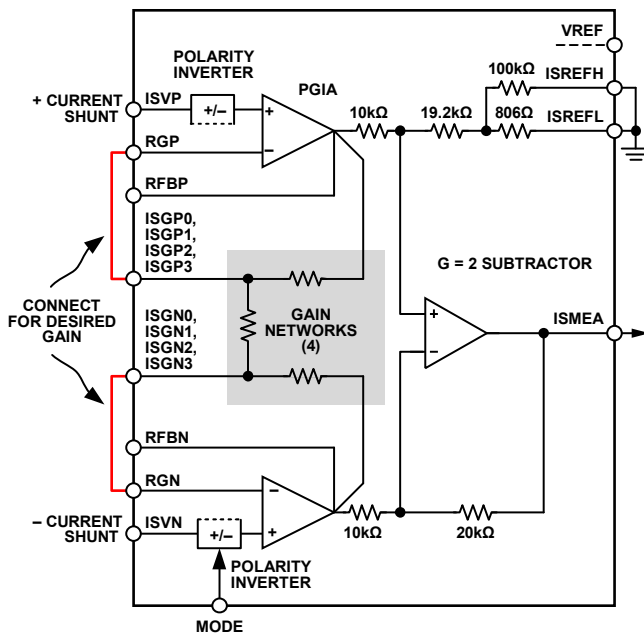 VREF
POLARITY
INVERTER
100kΩ
ISREFH
PGIA
+ CURRENT
SHUNT
ISVP
+/–
+
10kΩ
19.2kΩ
806Ω
ISREFL
RGP
–
RFBP
ISGP0,
ISGP1,
ISGP2,
ISGP3
G = 2 SUBTRACTOR
CONNECT
FOR DESIRED
GAIN
GAIN
NETWORKS
(4)
+
ISMEA
ISGN0,
ISGN1,
ISGN2,
ISGN3
–
RFBN
RGN
–
– CURRENT
SHUNT
ISVN
+/–
+
10kΩ
20kΩ
POLARITY
INVERTER
MODE